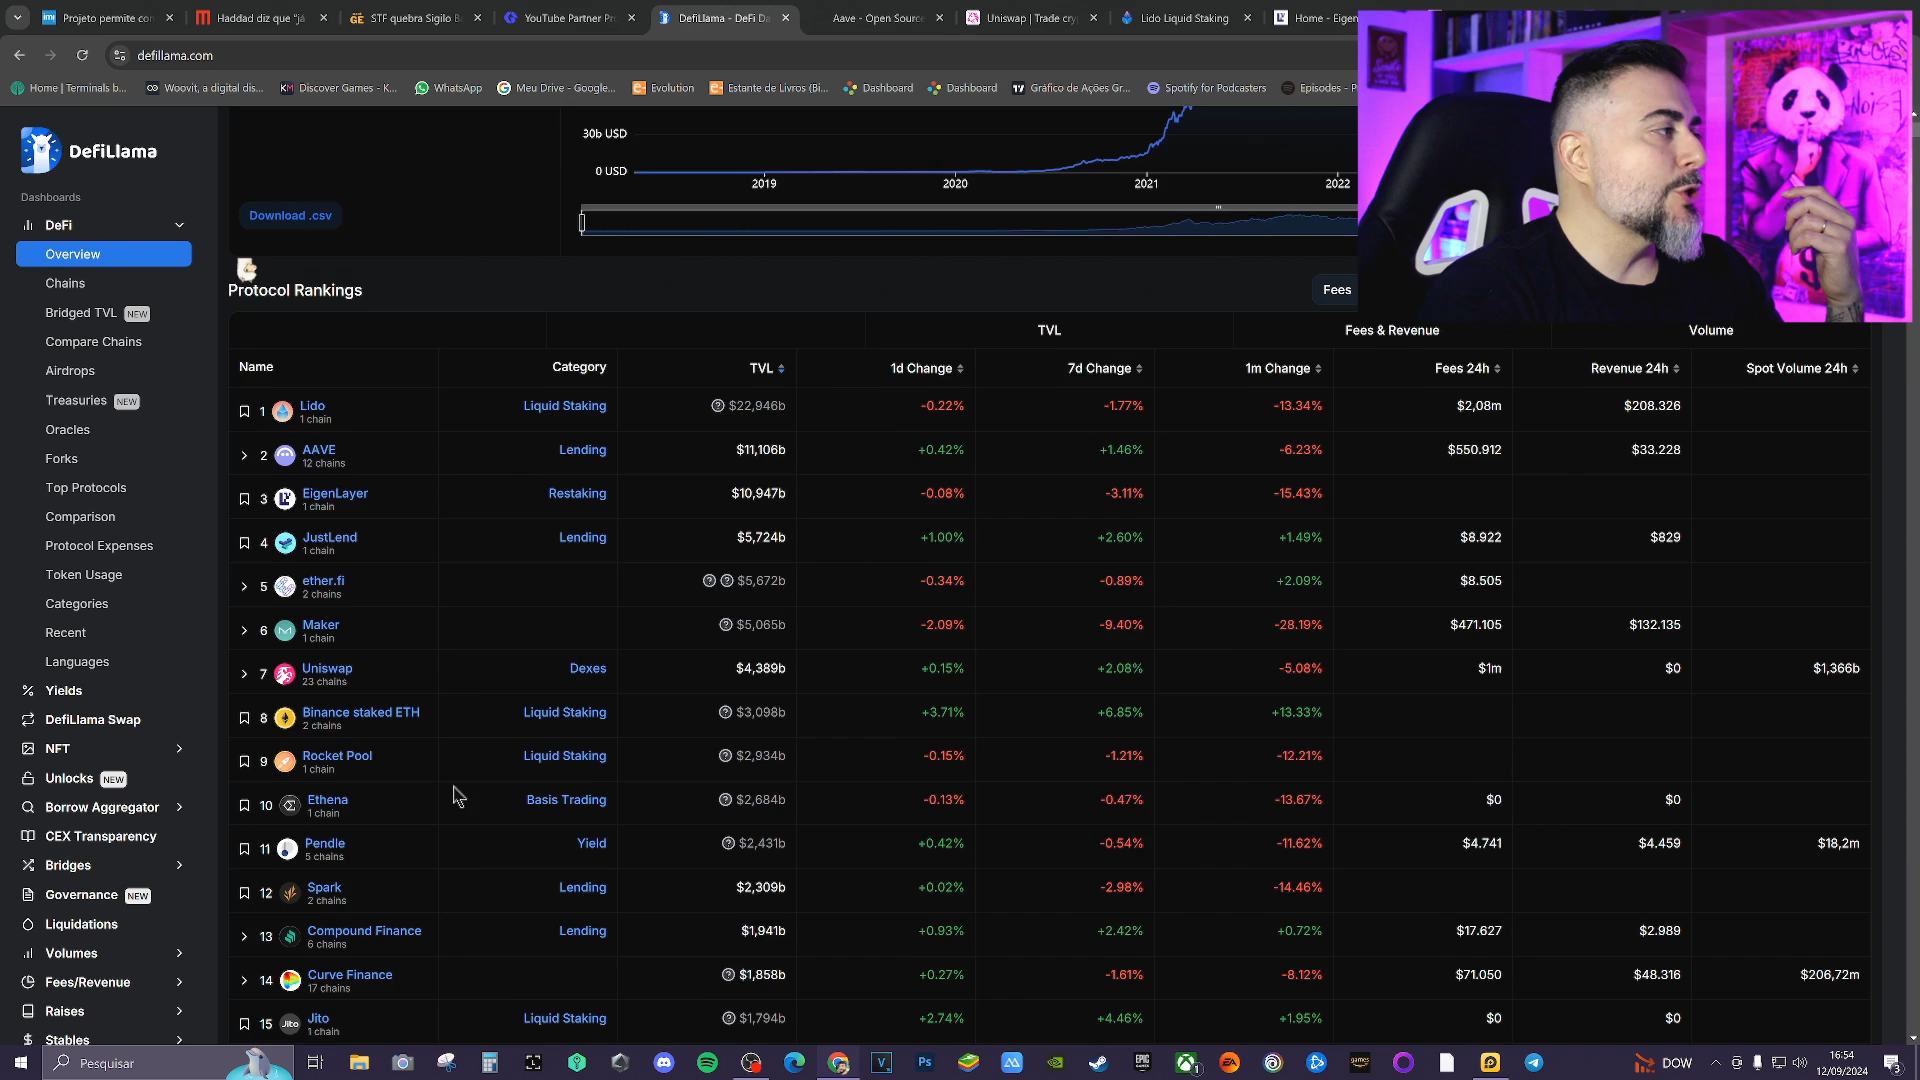 Projeto permite con
Haddad diz que "já
STF quebra Sigilo B
YouTube Partner Pr
DefiLlama - DeFi Da
Aave - Open Source
Uniswap | Trade cry
Lido Liquid Staking
Home - Eigen
defillama.com
Home | Terminals b...
Woovit, a digital dis...
Discover Games - K...
WhatsApp
Meu Drive - Google...
Evolution
Estante de Livros (Bi...
Dashboard
Dashboard
Gráfico de Ações Gr...
Spotify for Podcasters
Episodes - P
DefiLlama
Dashboards
DeFi
Overview
Chains
Bridged TVL NEW
Compare Chains
Airdrops
Treasuries NEW
Oracles
Forks
Top Protocols
Comparison
Protocol Expenses
Token Usage
Categories
Recent
Languages
Yields
DefiLlama Swap
NFT
Unlocks NEW
Borrow Aggregator
CEX Transparency
Bridges
Governance NEW
Liquidations
Volumes
Fees/Revenue
Raises
Stables
30b USD
0 USD
2019 2020 2021 2022
Download .csv
Protocol Rankings
Fees
TVL Fees & Revenue Volume
Name Category TVL 1d Change 7d Change 1m Change Fees 24h Revenue 24h Spot Volume 24h
1 Lido Liquid Staking $22,946b -0.22% -1.77% -13.34% $2,08m $208.326
1 chain
2 AAVE Lending $11,106b +0.42% +1.46% -6.23% $550.912 $33.228
12 chains
3 EigenLayer Restaking $10,947b -0.08% -3.11% -15.43%
1 chain
4 JustLend Lending $5,724b +1.00% +2.60% +1.49% $8.922 $829
1 chain
5 ether.fi $5,672b -0.34% -0.89% +2.09% $8.505
2 chains
6 Maker $5,065b -2.09% -9.40% -28.19% $471.105 $132.135
1 chain
7 Uniswap Dexes $4,389b +0.15% +2.08% -5.08% $1m $0 $1,366b
23 chains
8 Binance staked ETH Liquid Staking $3,098b +3.71% +6.85% +13.33%
2 chains
9 Rocket Pool Liquid Staking $2,934b -0.15% -1.21% -12.21%
1 chain
10 Ethena Basis Trading $2,684b -0.13% -0.47% -13.67% $0 $0
1 chain
11 Pendle Yield $2,431b +0.42% -0.54% -11.62% $4.741 $4.459 $18,2m
5 chains
12 Spark Lending $2,309b +0.02% -2.98% -14.46%
2 chains
13 Compound Finance Lending $1,941b +0.93% +2.42% +0.72% $17.627 $2.989
6 chains
14 Curve Finance $1,858b +0.27% -1.61% -8.12% $71.050 $48.316 $206,72m
17 chains
15 Jito Liquid Staking $1,794b +2.74% +4.46% +1.95% $0 $0
1 chain
Pesquisar
DOW
16:54
12/09/2024